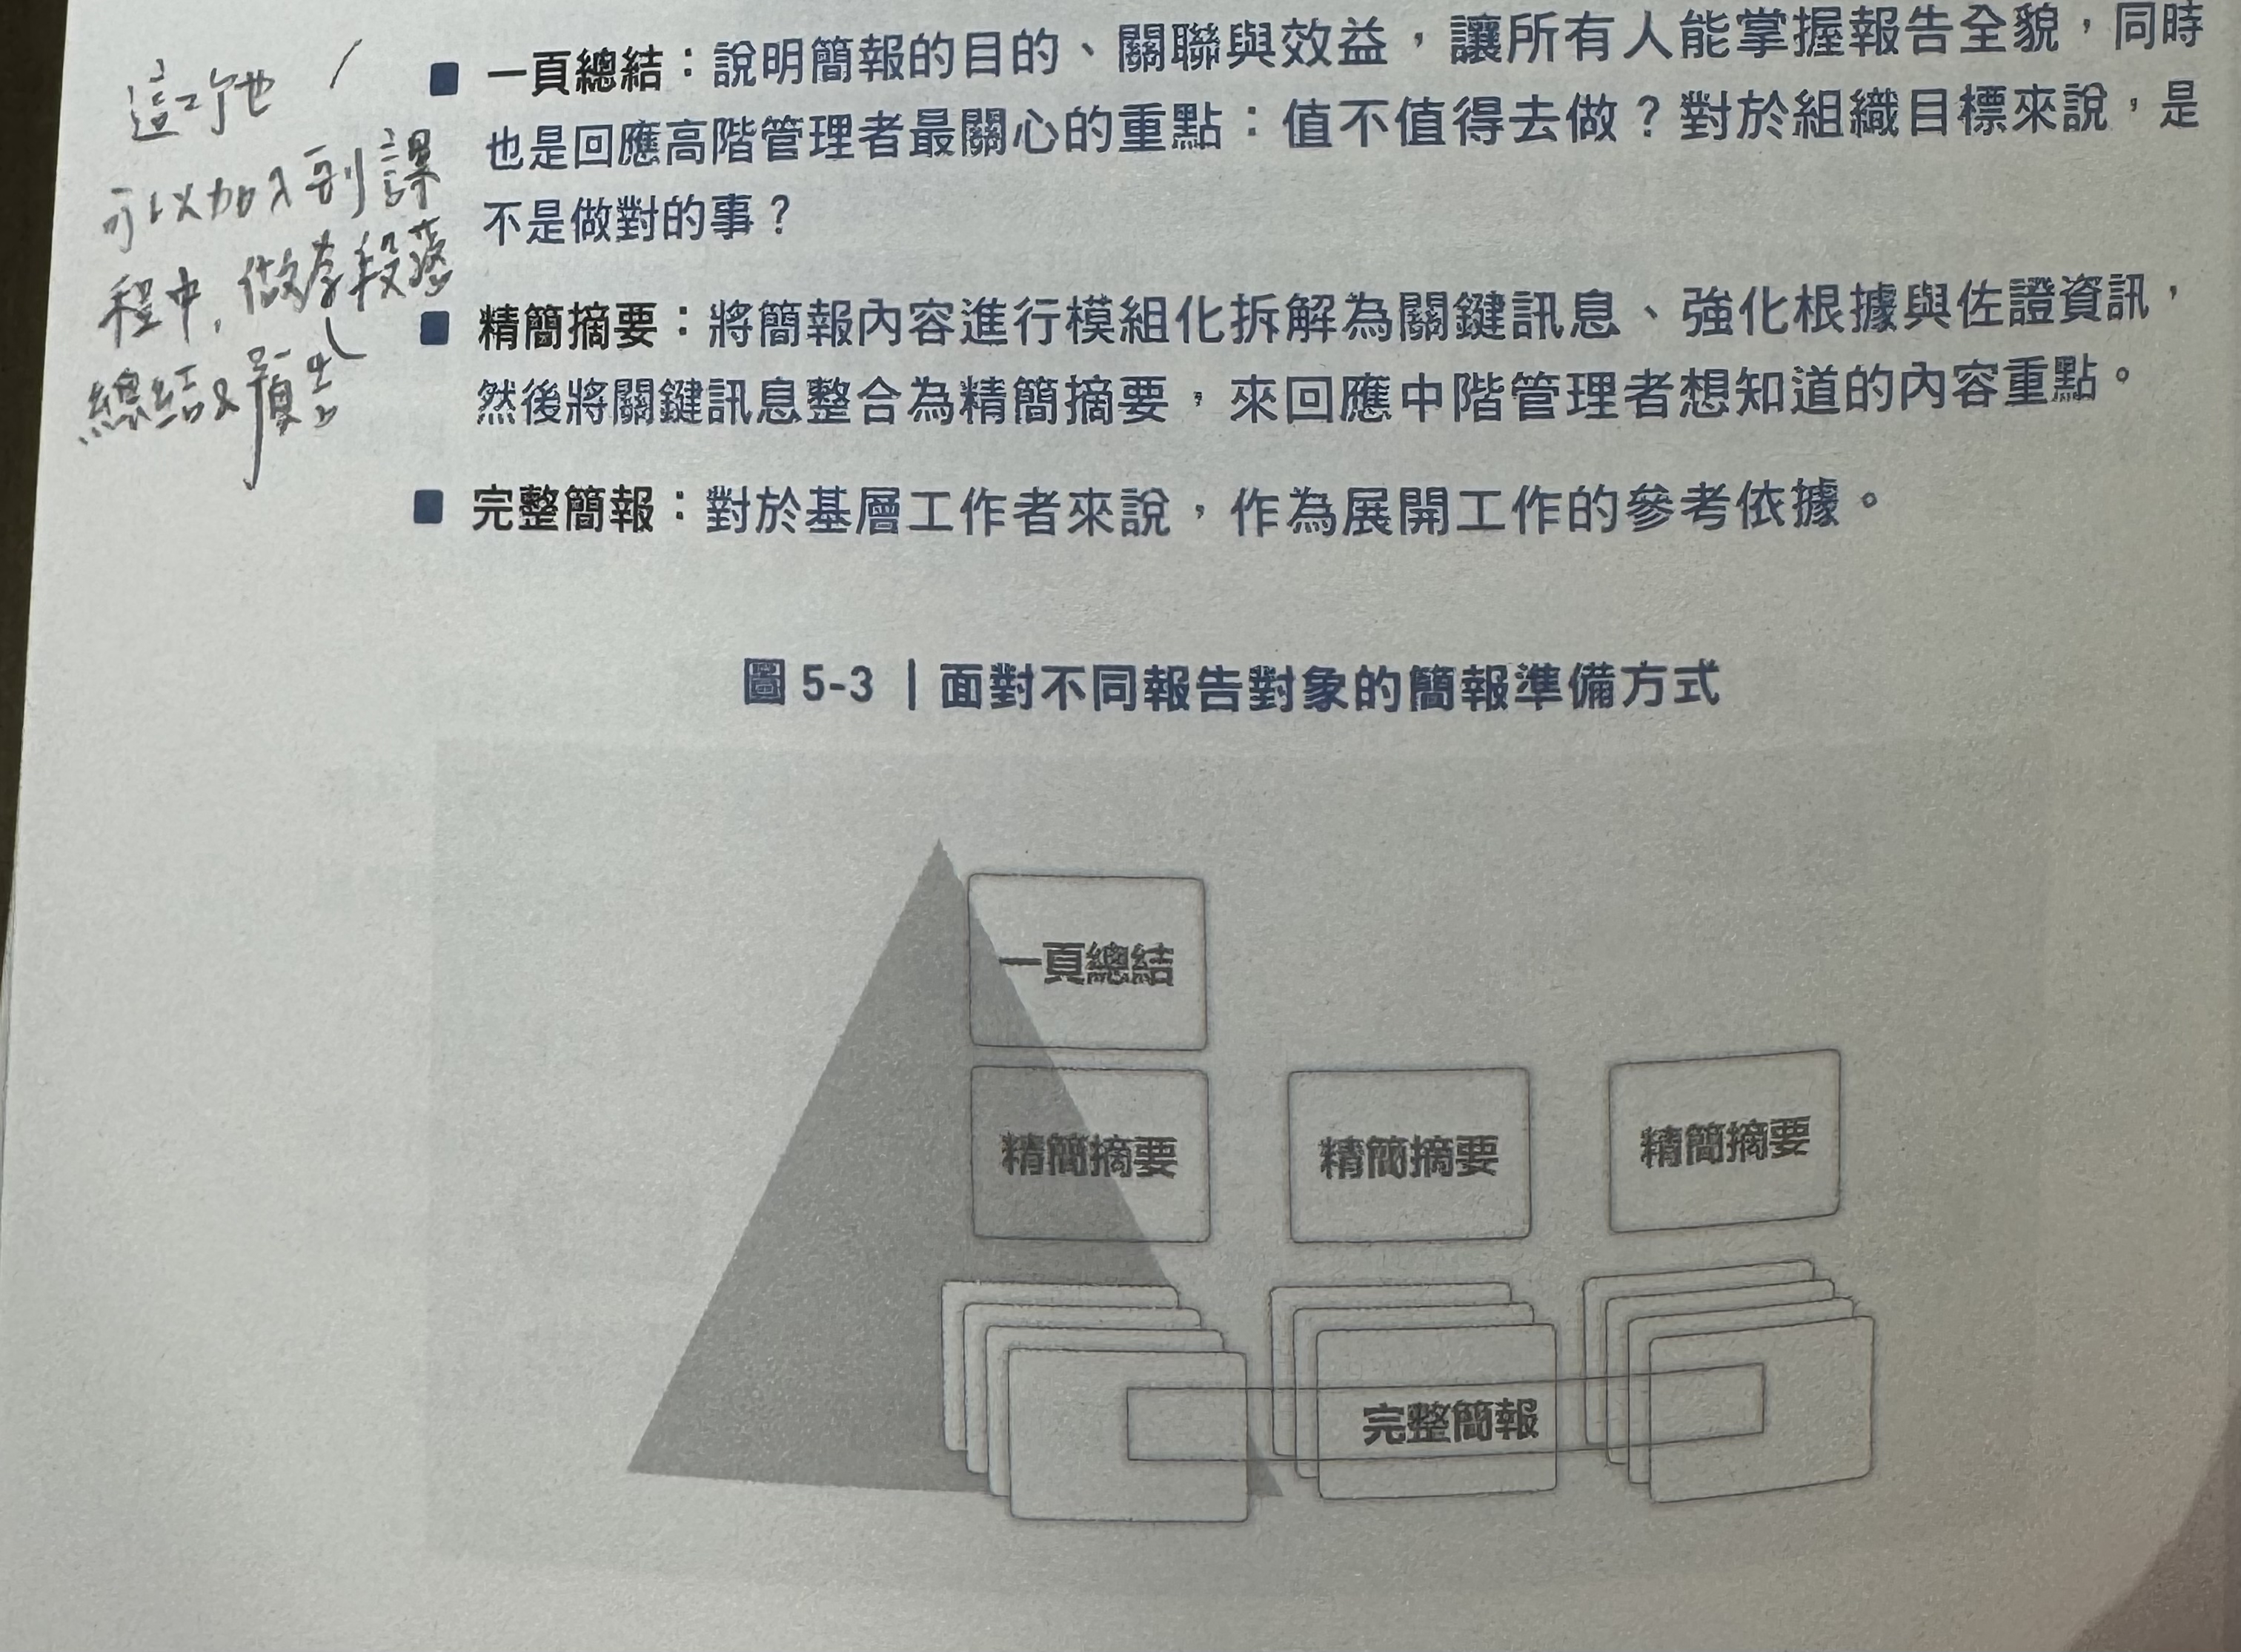 這地
可以加入到課
程中,做為段落
總結&願
■ 一頁總結：說明簡報的目的、關聯與效益，讓所有人能掌握報告全貌，同時
也是回應高階管理者最關心的重點：值不值得去做？對於組織目標來說，是
不是做對的事？
■ 精簡摘要：將簡報內容進行模組化拆解為關鍵訊息、強化根據與佐證資訊，
然後將關鍵訊息整合為精簡摘要，來回應中階管理者想知道的內容重點。
■ 完整簡報：對於基層工作者來說，作為展開工作的參考依據。
圖 5-3｜面對不同報告對象的簡報準備方式
一頁總結
精簡摘要 精簡摘要 精簡摘要
完整簡報